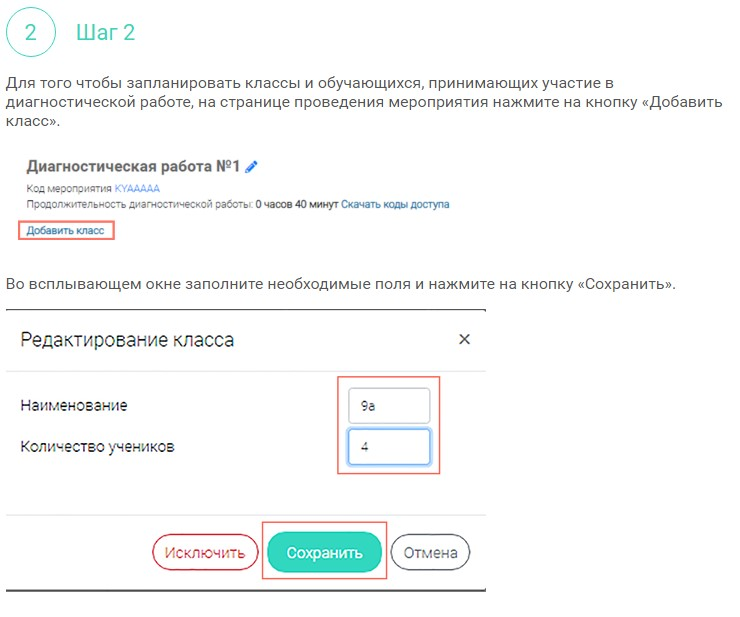 2 Шаг 2
Для того чтобы запланировать классы и обучающихся, принимающих участие в
диагностической работе, на странице проведения мероприятия нажмите на кнопку «Добавить
класс».
Диагностическая работа №1
Код мероприятия KYAAAAA
Продолжительность диагностической работы: 0 часов 40 минут Скачать коды доступа
Добавить класс
Во всплывающем окне заполните необходимые поля и нажмите на кнопку «Сохранить».
Редактирование класса ×
Наименование 9а
Количество учеников 4
Исключить Сохранить Отмена